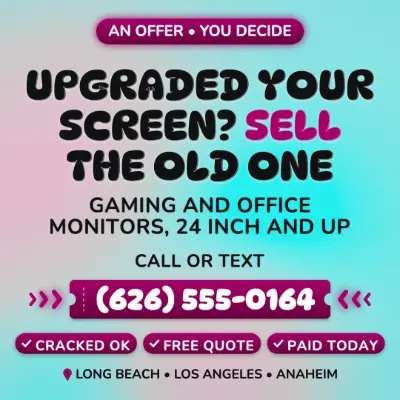 AN OFFER • YOU DECIDE
UPGRADED YOUR
SCREEN? SELL
THE OLD ONE
GAMING AND OFFICE
MONITORS, 24 INCH AND UP
CALL OR TEXT
(626) 555-0164
CRACKED OK
FREE QUOTE
PAID TODAY
LONG BEACH • LOS ANGELES • ANAHEIM